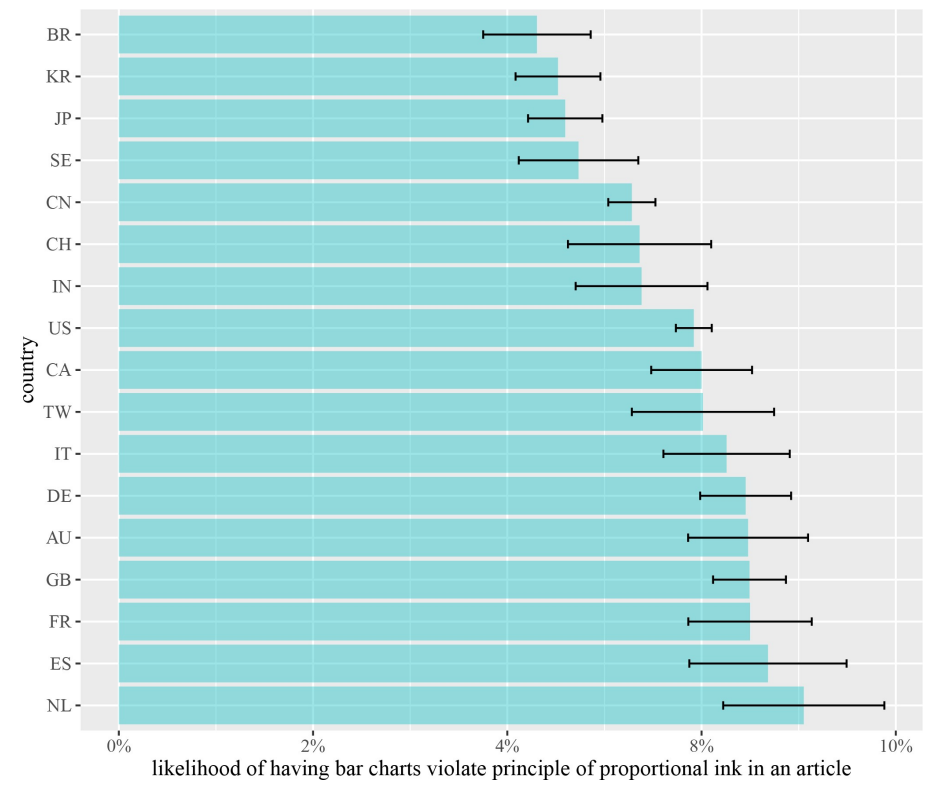 BR
KR
JP
SE
CN
CH
IN
US
CA
TW
IT
DE
AU
GB
FR
ES
NL
country
0% 2% 4% 8% 10%
likelihood of having bar charts violate principle of proportional ink in an article